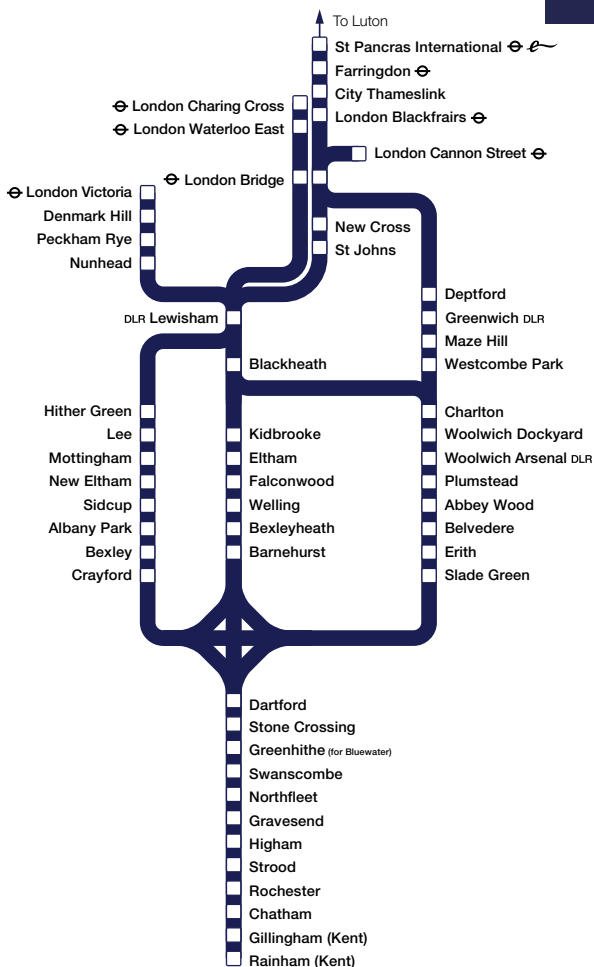 To Luton
St Pancras International
Farringdon
City Thameslink
London Charing Cross
London Blackfriars
London Waterloo East
London Cannon Street
London Bridge
London Victoria
Denmark Hill
New Cross
Peckham Rye
St Johns
Nunhead
Deptford
DLR Lewisham
Greenwich DLR
Maze Hill
Blackheath
Westcombe Park
Hither Green
Charlton
Lee
Kidbrooke
Woolwich Dockyard
Mottingham
Eltham
Woolwich Arsenal DLR
New Eltham
Falconwood
Plumstead
Sidcup
Welling
Abbey Wood
Albany Park
Bexleyheath
Belvedere
Bexley
Barnehurst
Erith
Crayford
Slade Green
Dartford
Stone Crossing
Greenhithe (for Bluewater)
Swanscombe
Northfleet
Gravesend
Higham
Strood
Rochester
Chatham
Gillingham (Kent)
Rainham (Kent)